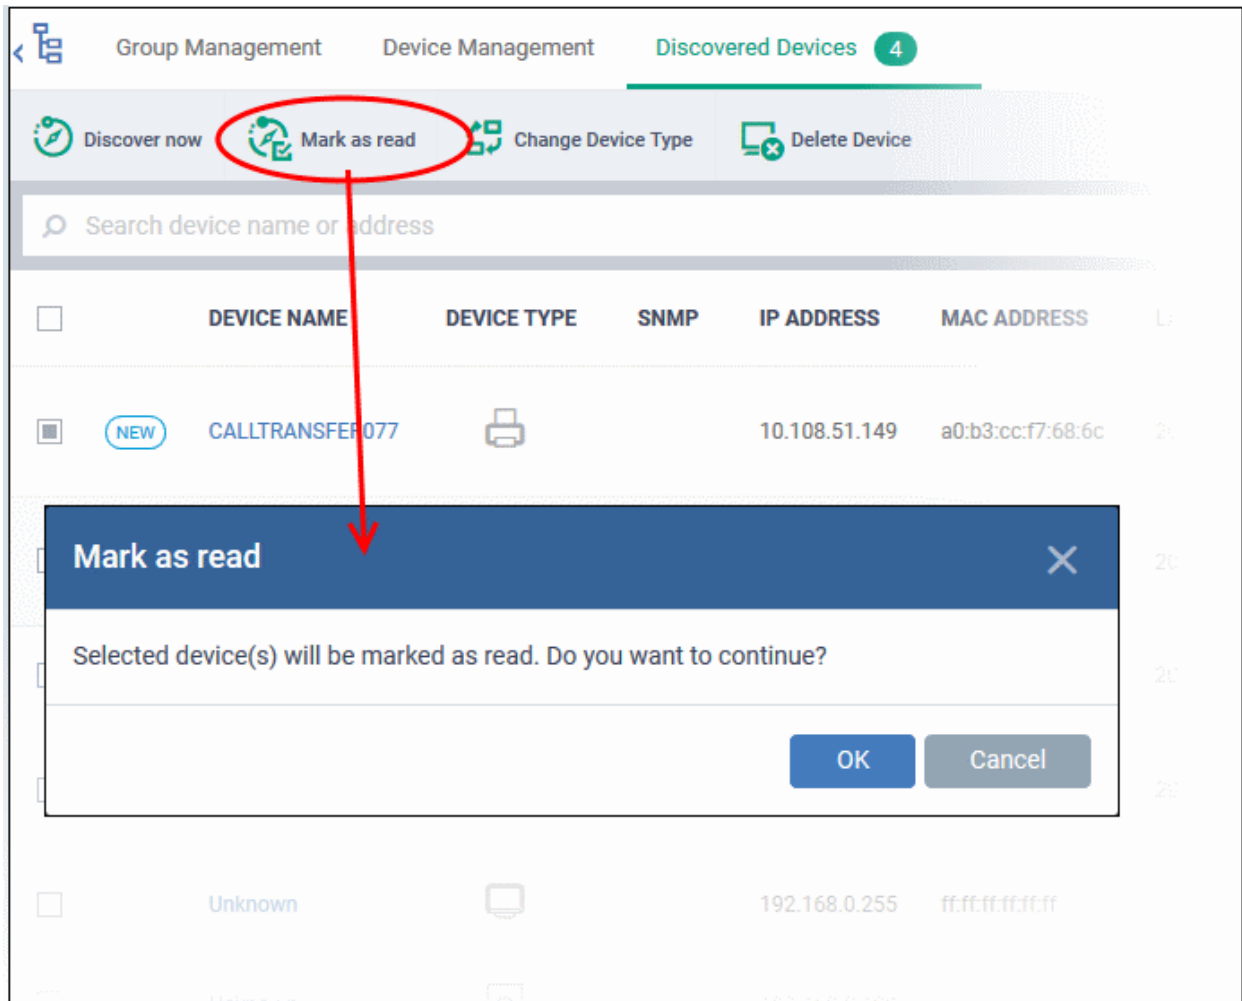 Group Management Device Management Discovered Devices 4
Discover now Mark as read Change Device Type Delete Device
Search device name or address
DEVICE NAME DEVICE TYPE SNMP IP ADDRESS MAC ADDRESS
NEW CALLTRANSFER077 10.108.51.149 a0:b3:cc:f7:68:6c
Mark as read
Selected device(s) will be marked as read. Do you want to continue?
OK Cancel
Unknown 192.168.0.255 ff:ff:ff:ff:ff:ff